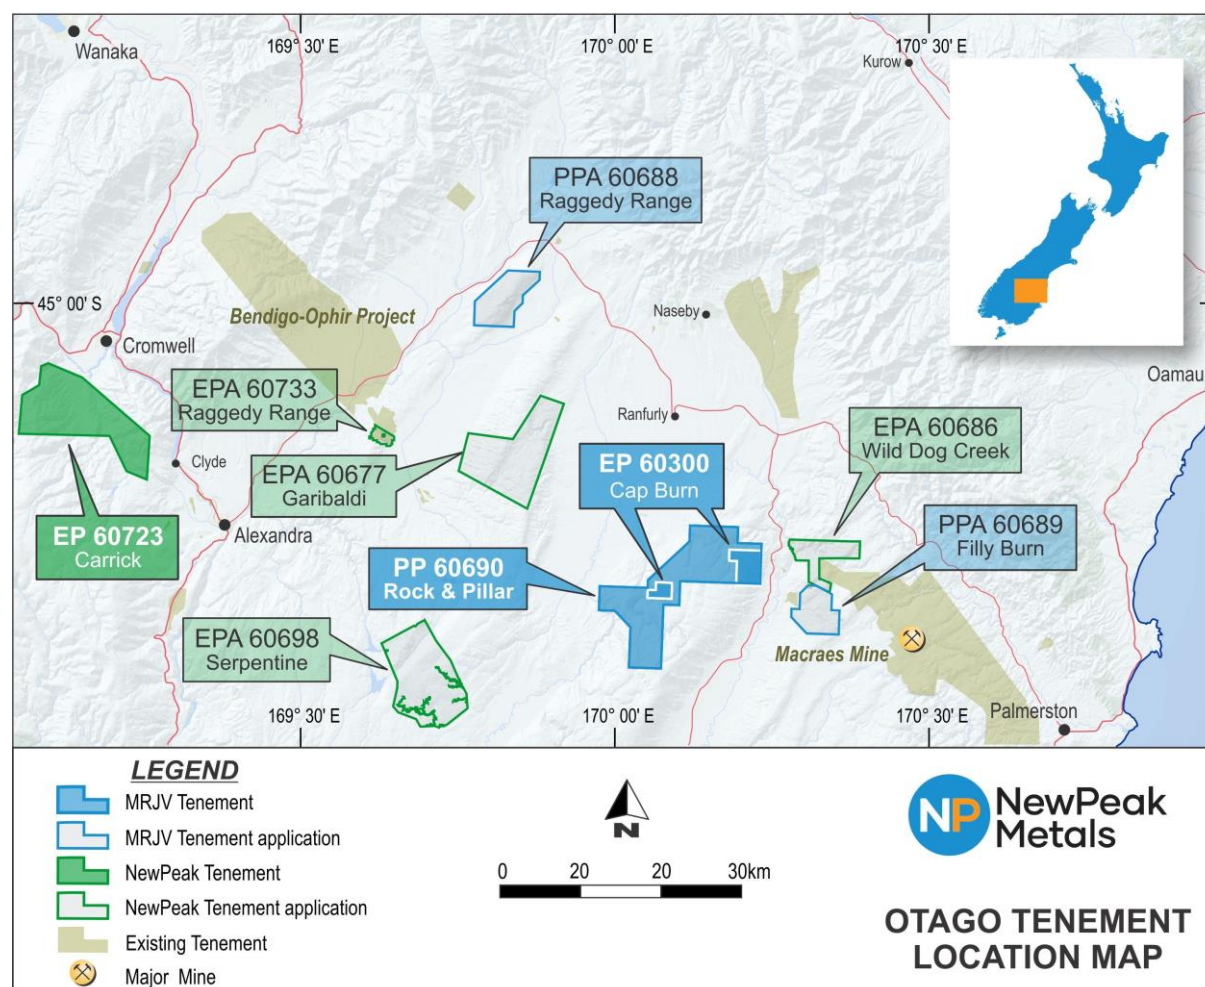 Wanaka
169° 30' E
170° 00' E
170° 30' E
Kurow
PPA 60688
Raggedy Range
45° 00' S
Bendigo-Ophir Project
Naseby
Cromwell
Oamau
EPA 60733
Raggedy Range
Ranfurly
EPA 60686
Wild Dog Creek
Clyde
EPA 60677
Garibaldi
EP 60300
Cap Burn
EP 60723
Carrick
Alexandra
PPA 60689
Filly Burn
PP 60690
Rock & Pillar
EPA 60698
Serpentine
Macraes Mine
169° 30' E
170° 00' E
170° 30' E
Palmerston
LEGEND
MRJV Tenement
MRJV Tenement application
NewPeak Tenement
NewPeak Tenement application
Existing Tenement
Major Mine
N
0 20 20 30km
NP NewPeak
Metals
OTAGO TENEMENT
LOCATION MAP